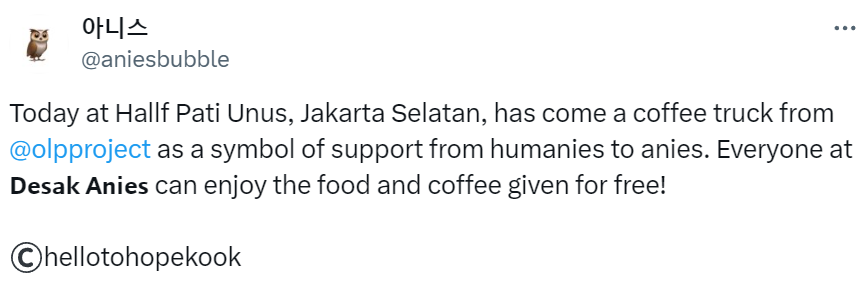 아니스
@aniesbubble
Today at Hallf Pati Unus, Jakarta Selatan, has come a coffee truck from
@olpproject as a symbol of support from humanies to anies. Everyone at
Desak Anies can enjoy the food and coffee given for free!
Ⓒhellotohopekook